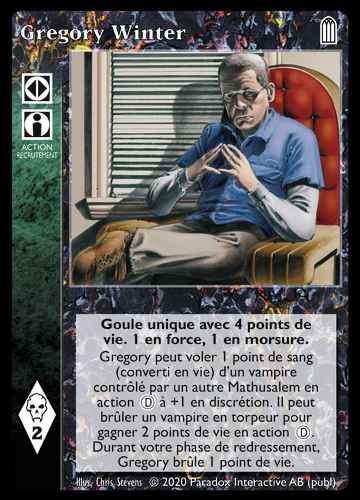 Gregory Winter
ACTION
RECRUTEMENT
Goule unique avec 4 points de
vie. 1 en force, 1 en morsure.
Gregory peut voler 1 point de sang
(converti en vie) d'un vampire
contrôlé par un autre Mathusalem en
action Ⓓ à +1 en discrétion. Il peut
brûler un vampire en torpeur pour
gagner 2 points de vie en action Ⓓ.
Durant votre phase de redressement,
Gregory brûle 1 point de vie.
2
Illus. Chris Stevens © 2020 Paradox Interactive AB (publ)